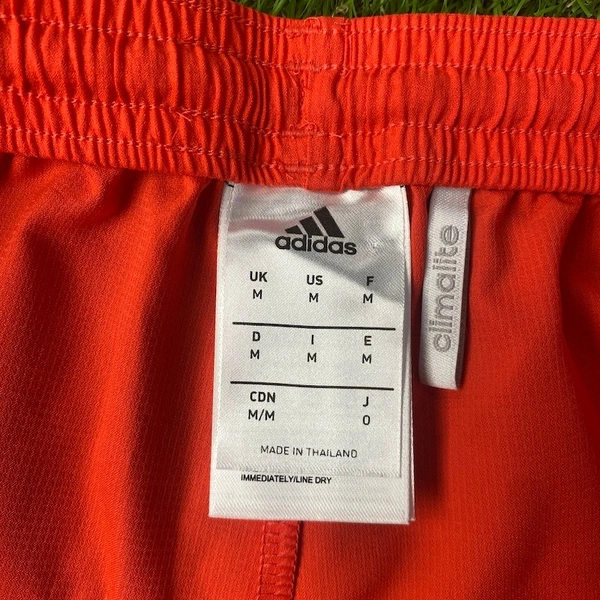 adidas
UK US F
M M M
D I E
M M M
CDN J
M/M O
MADE IN THAILAND
IMMEDIATELY/LINE DRY
climalite